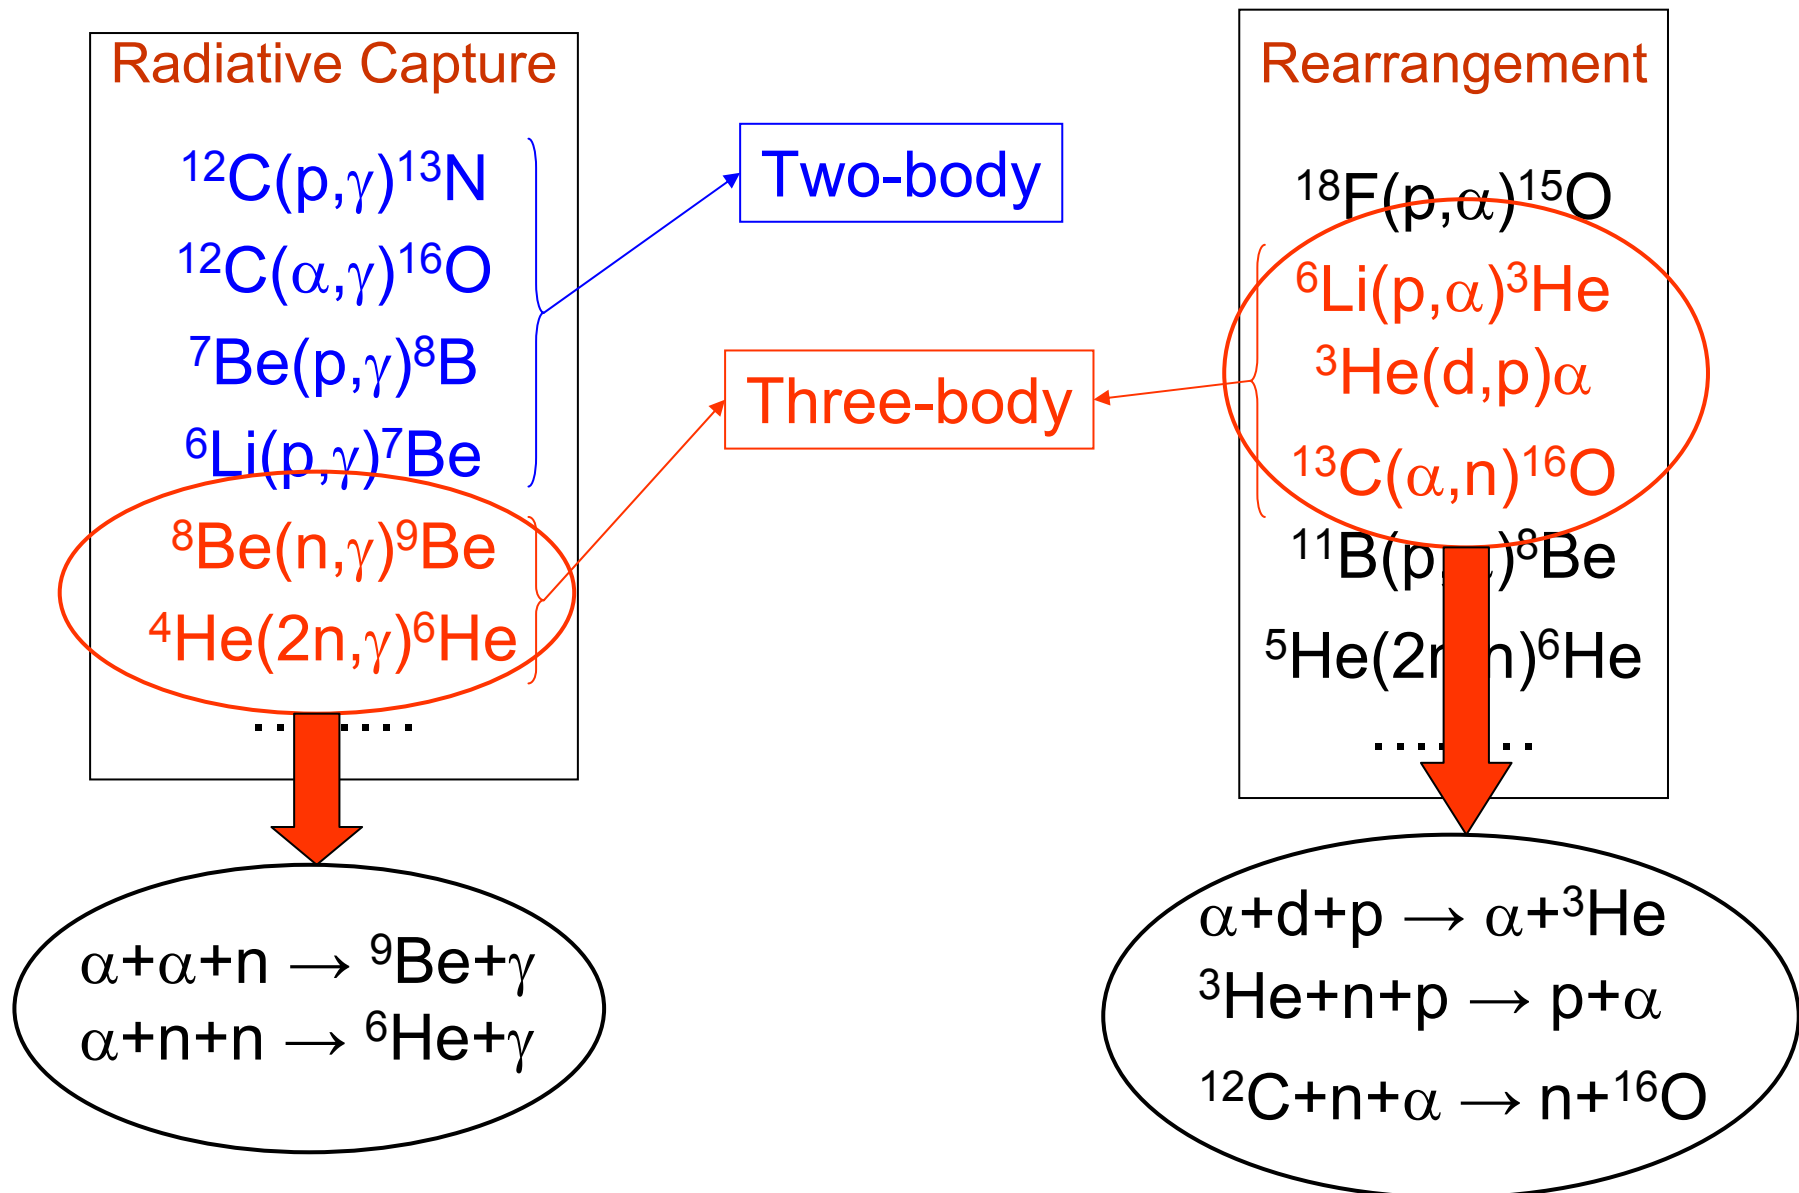 Radiative Capture
¹²C(p,γ)¹³N
¹²C(α,γ)¹⁶O
⁷Be(p,γ)⁸B
⁶Li(p,γ)⁷Be
⁸Be(n,γ)⁹Be
⁴He(2n,γ)⁶He
........
α+α+n → ⁹Be+γ
α+n+n → ⁶He+γ
Two-body
Three-body
Rearrangement
¹⁸F(p,α)¹⁵O
⁶Li(p,α)³He
³He(d,p)α
¹³C(α,n)¹⁶O
¹¹B(p,α)⁸Be
⁵He(2n,n)⁶He
........
α+d+p → α+³He
³He+n+p → p+α
¹²C+n+α → n+¹⁶O